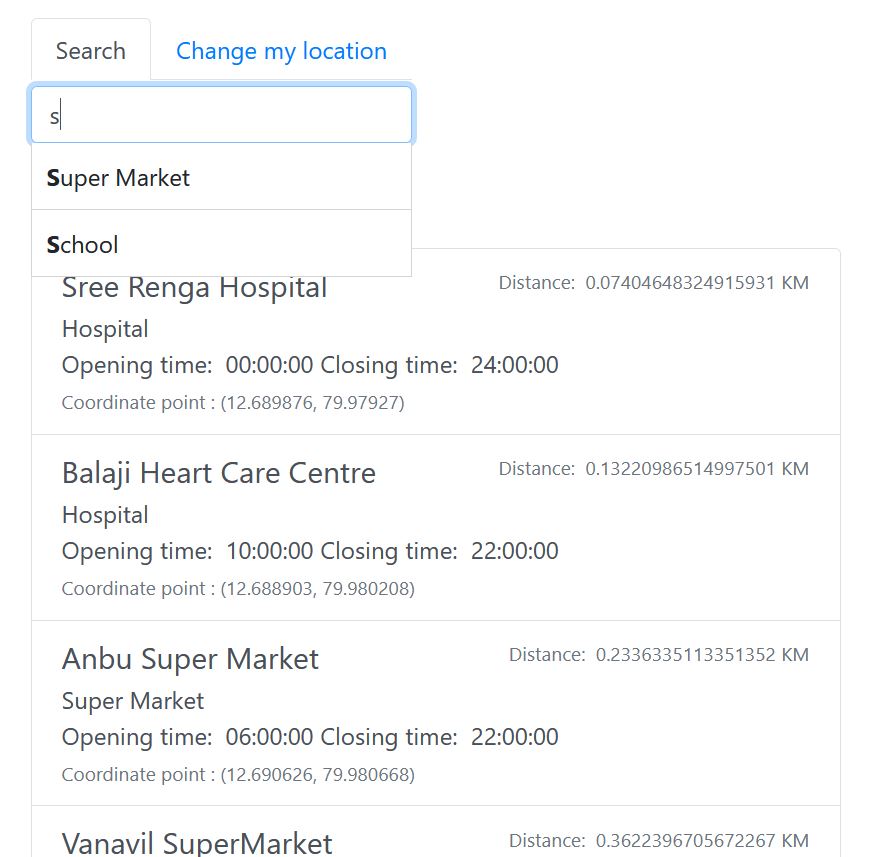 Search Change my location
s
Super Market
School
Sree Renga Hospital Distance: 0.07404648324915931 KM
Hospital
Opening time: 00:00:00 Closing time: 24:00:00
Coordinate point : (12.689876, 79.97927)
Balaji Heart Care Centre Distance: 0.13220986514997501 KM
Hospital
Opening time: 10:00:00 Closing time: 22:00:00
Coordinate point : (12.688903, 79.980208)
Anbu Super Market Distance: 0.2336335113351352 KM
Super Market
Opening time: 06:00:00 Closing time: 22:00:00
Coordinate point : (12.690626, 79.980668)
Vanavil SuperMarket Distance: 0.3622396705672267 KM